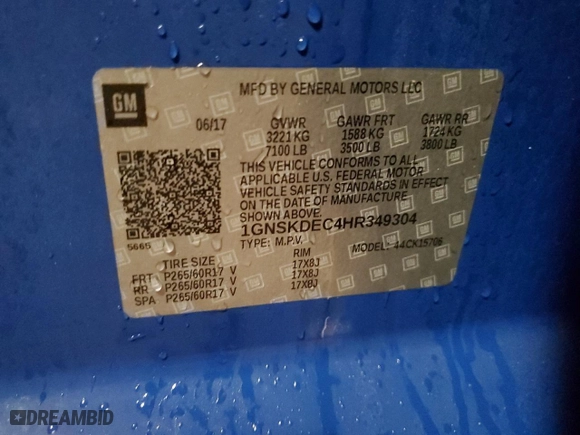 GM
MFD BY GENERAL MOTORS LLC
06/17 GVWR GAWR FRT GAWR RR
3221 KG 1588 KG 1724 KG
7100 LB 3500 LB 3800 LB
THIS VEHICLE CONFORMS TO ALL
APPLICABLE U.S. FEDERAL MOTOR
VEHICLE SAFETY STANDARDS IN EFFECT
ON THE DATE OF MANUFACTURE
SHOWN ABOVE.
1GNSKDEC4HR349304
TYPE: M.P.V. MODEL: 44CK15706
5665
TIRE SIZE RIM
FRT P265/60R17 V 17X8J
RR P265/60R17 V 17X8J
SPA P265/60R17 V 17X8J
DREAMBID